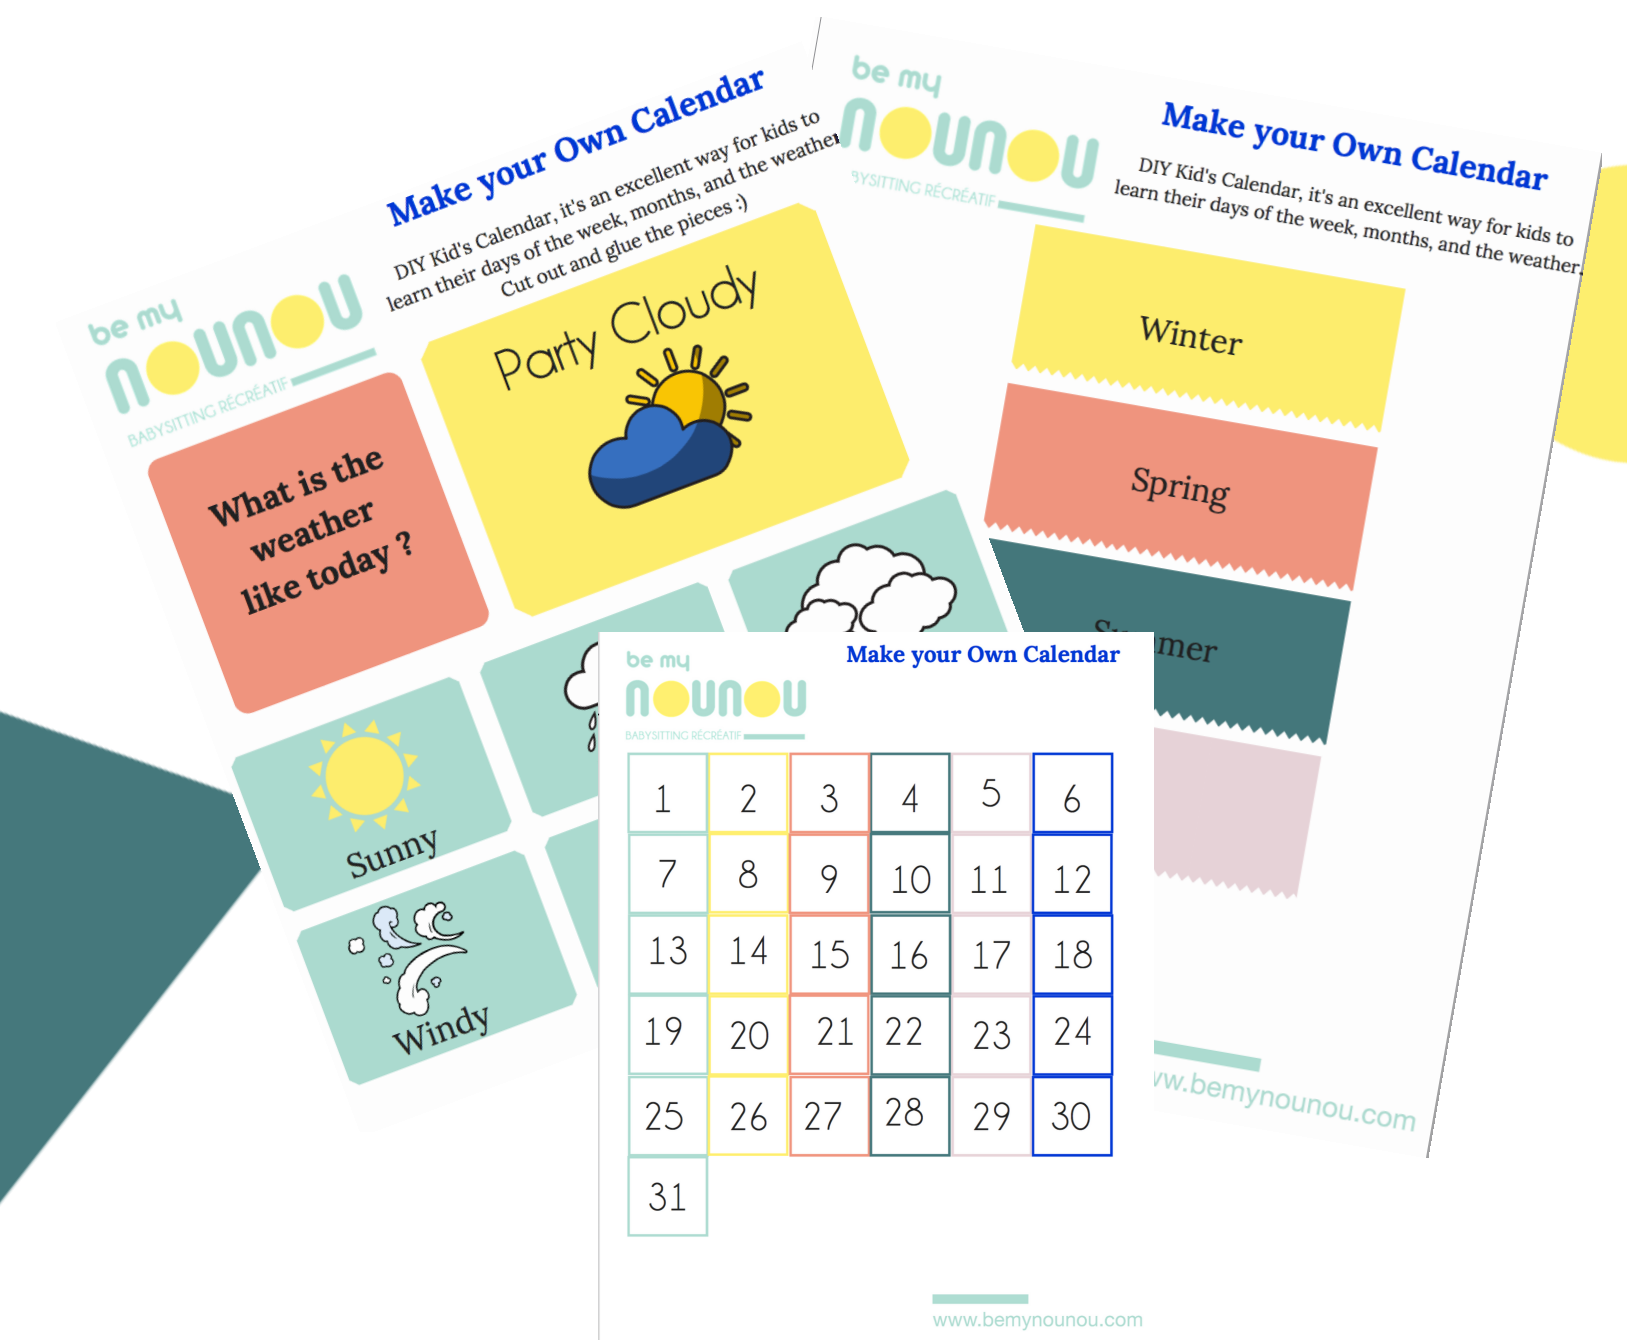 Make your Own Calendar
DIY Kid's Calendar, it's an excellent way for kids to
learn their days of the week, months, and the weather
Cut out and glue the pieces :)
be my
NOUNOU
BABYSITTING RÉCRÉATIF
What is the
weather
like today ?
Party Cloudy
Sunny
Windy
be my
NOUNOU
BYSITTING RÉCRÉATIF
Make your Own Calendar
DIY Kid's Calendar, it's an excellent way for kids to
learn their days of the week, months, and the weather.
Winter
Spring
Summer
www.bemynounou.com
be my
NOUNOU
BABYSITTING RÉCRÉATIF
Make your Own Calendar
1 2 3 4 5 6
7 8 9 10 11 12
13 14 15 16 17 18
19 20 21 22 23 24
25 26 27 28 29 30
31
www.bemynounou.com